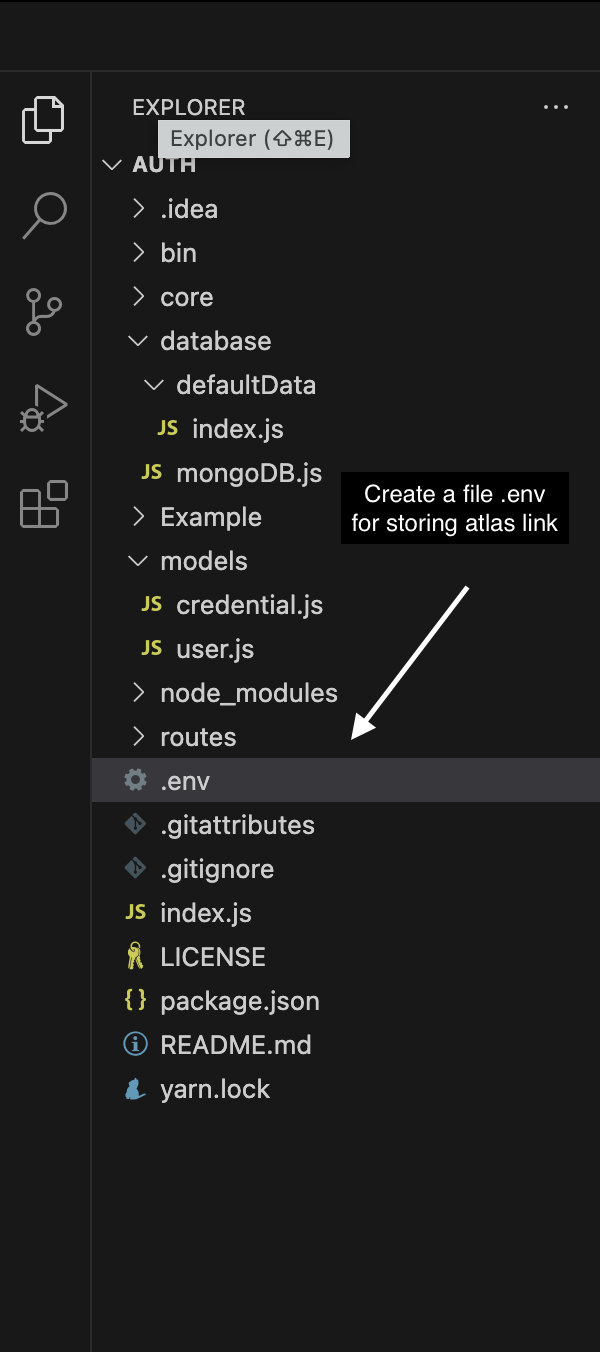 EXPLORER
Explorer (⇧⌘E)
AUTH
.idea
bin
core
database
defaultData
JS index.js
JS mongoDB.js
Create a file .env
for storing atlas link
Example
models
JS credential.js
JS user.js
node_modules
routes
.env
.gitattributes
.gitignore
JS index.js
LICENSE
{} package.json
README.md
yarn.lock